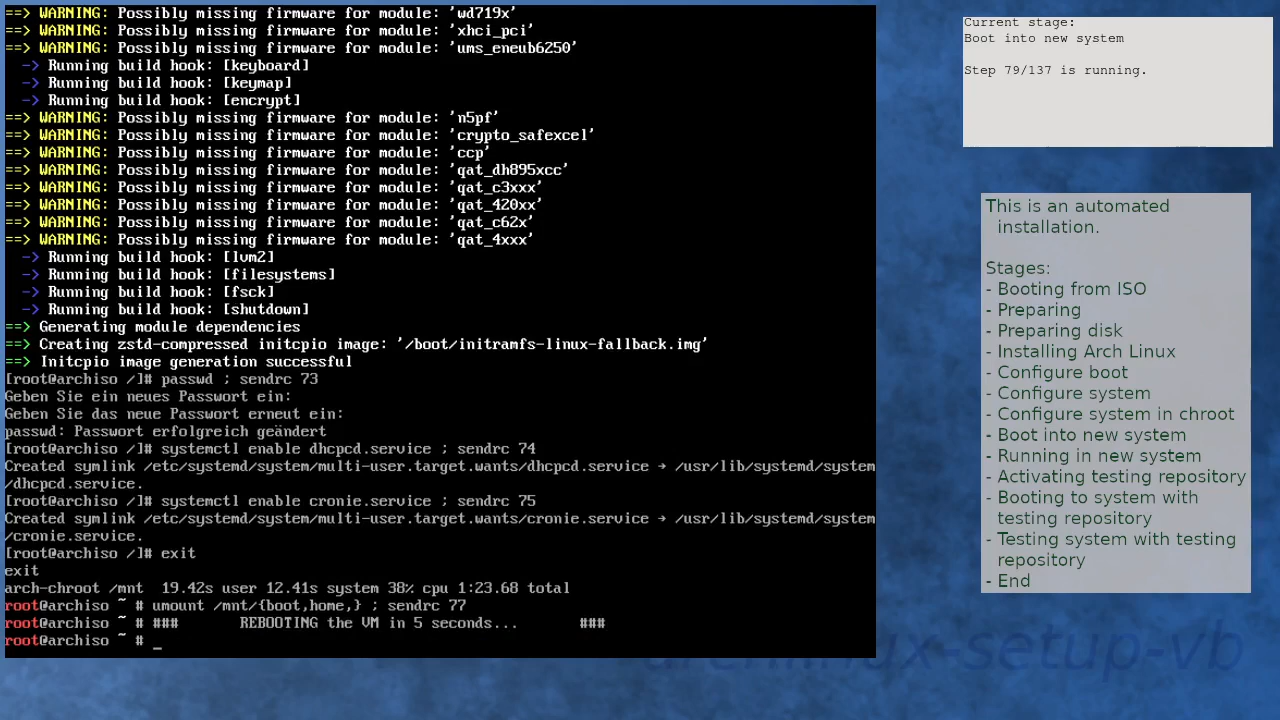 ==> WARNING: Possibly missing firmware for module: 'wd719x'
==> WARNING: Possibly missing firmware for module: 'xhci_pci'
==> WARNING: Possibly missing firmware for module: 'ums_eneub6250'
  -> Running build hook: [keyboard]
  -> Running build hook: [keymap]
  -> Running build hook: [encrypt]
==> WARNING: Possibly missing firmware for module: 'n5pf'
==> WARNING: Possibly missing firmware for module: 'crypto_safexcel'
==> WARNING: Possibly missing firmware for module: 'ccp'
==> WARNING: Possibly missing firmware for module: 'qat_dh895xcc'
==> WARNING: Possibly missing firmware for module: 'qat_c3xxx'
==> WARNING: Possibly missing firmware for module: 'qat_420xx'
==> WARNING: Possibly missing firmware for module: 'qat_c62x'
==> WARNING: Possibly missing firmware for module: 'qat_4xxx'
  -> Running build hook: [lvm2]
  -> Running build hook: [filesystems]
  -> Running build hook: [fsck]
  -> Running build hook: [shutdown]
==> Generating module dependencies
==> Creating zstd-compressed initcpio image: '/boot/initramfs-linux-fallback.img'
==> Initcpio image generation successful
[root@archiso /]# passwd ; sendrc 73
Geben Sie ein neues Passwort ein:
Geben Sie das neue Passwort erneut ein:
passwd: Passwort erfolgreich geändert
[root@archiso /]# systemctl enable dhcpcd.service ; sendrc 74
Created symlink /etc/systemd/system/multi-user.target.wants/dhcpcd.service → /usr/lib/systemd/system
/dhcpcd.service.
[root@archiso /]# systemctl enable cronie.service ; sendrc 75
Created symlink /etc/systemd/system/multi-user.target.wants/cronie.service → /usr/lib/systemd/system
/cronie.service.
[root@archiso /]# exit
exit
arch-chroot /mnt  19.42s user 12.41s system 38% cpu 1:23.68 total
root@archiso ~ # umount /mnt/{boot,home,} ; sendrc 77
root@archiso ~ # ###       REBOOTING the VM in 5 seconds...       ###
root@archiso ~ # _
Current stage:
Boot into new system
Step 79/137 is running.
This is an automated
installation.
Stages:
- Booting from ISO
- Preparing
- Preparing disk
- Installing Arch Linux
- Configure boot
- Configure system
- Configure system in chroot
- Boot into new system
- Running in new system
- Activating testing repository
- Booting to system with
testing repository
- Testing system with testing
repository
- End
archlinux-setup-vb